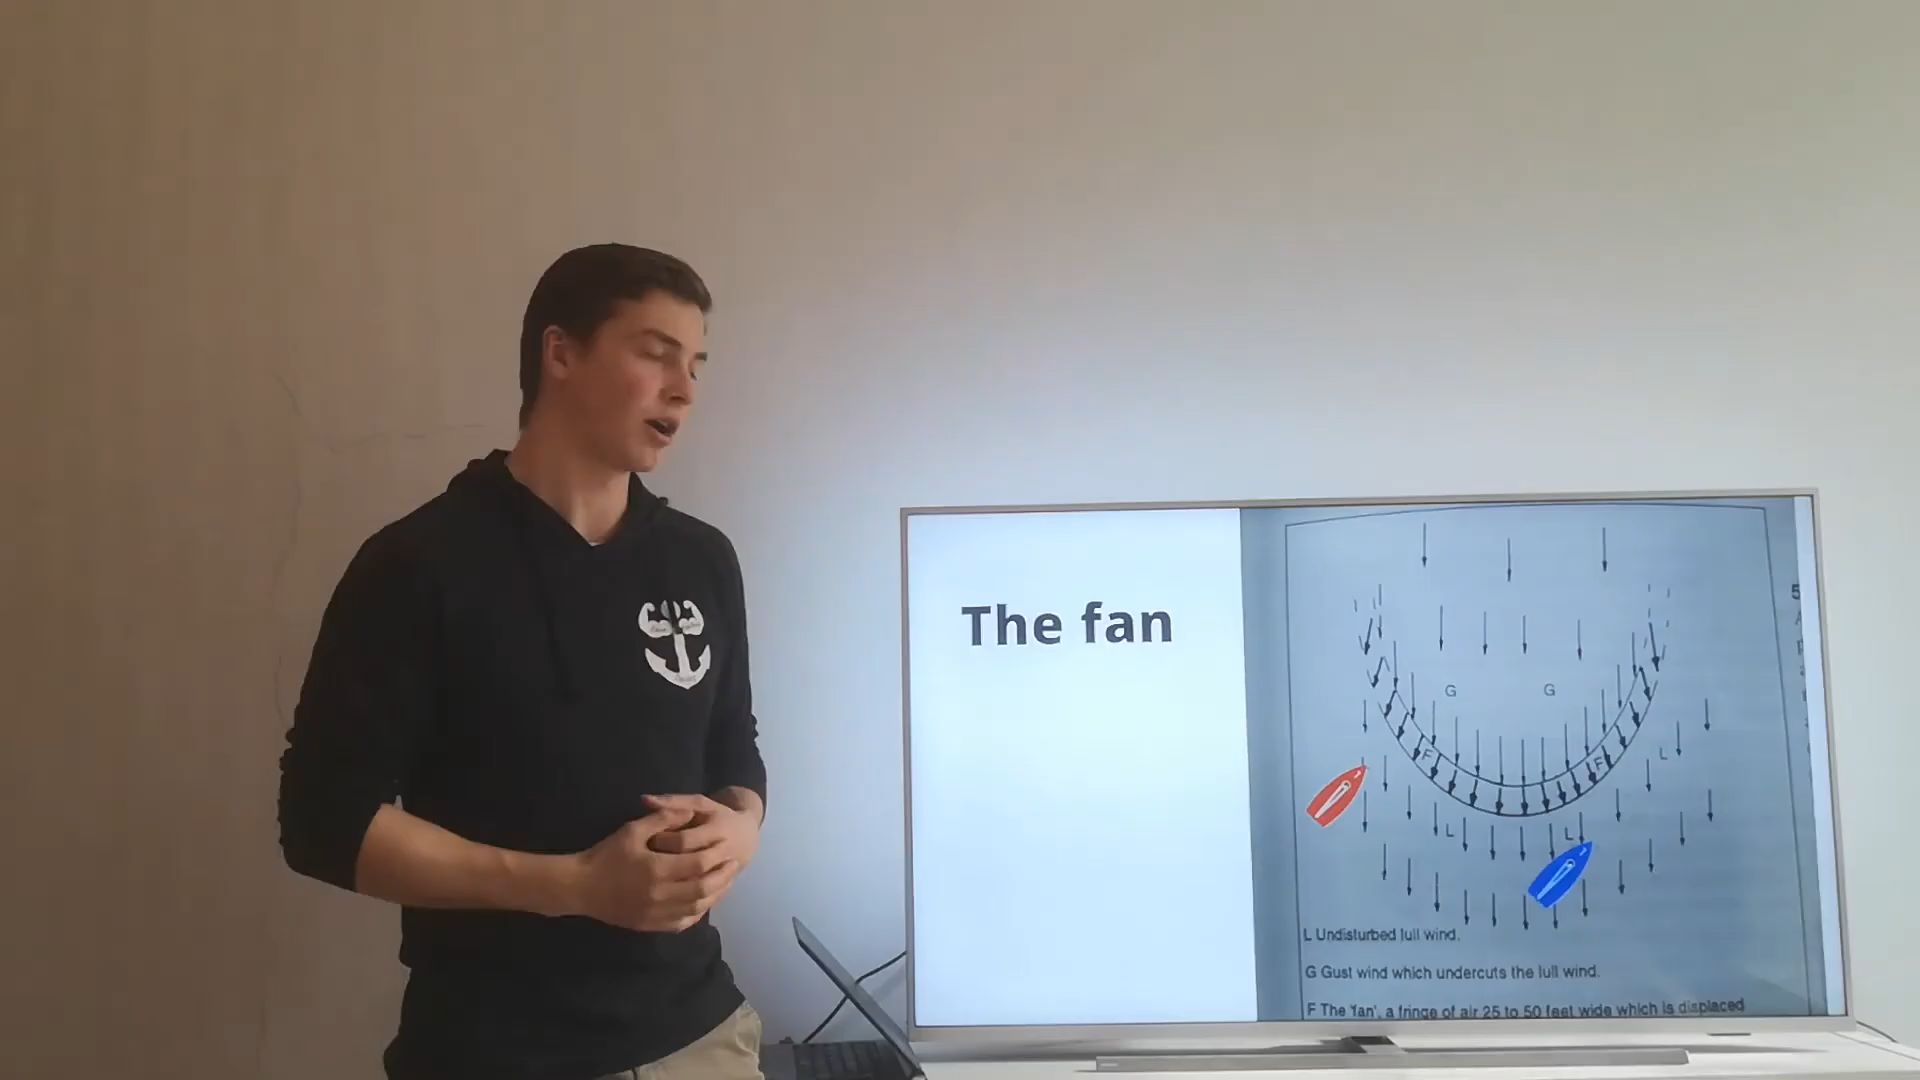 The fan
G G
F F
L
L L
L Undisturbed lull wind.
G Gust wind which undercuts the lull wind.
F The 'fan', a fringe of air 25 to 50 feet wide which is displaced
5